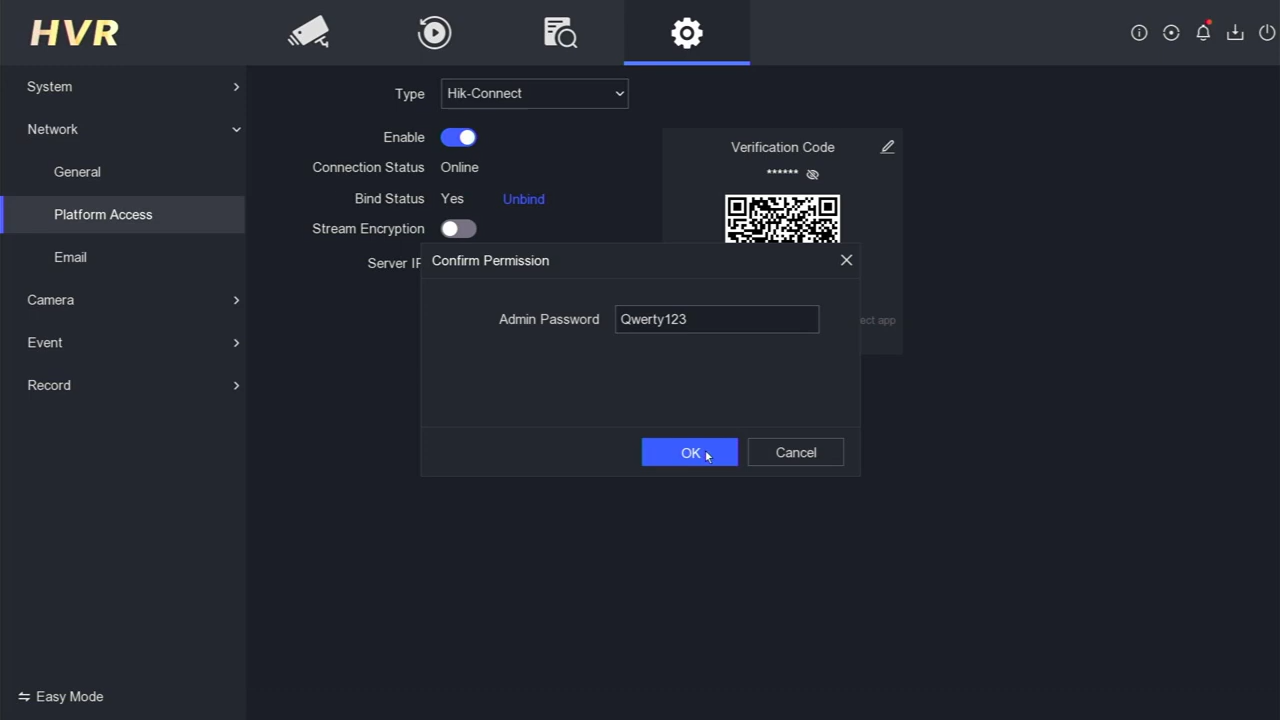 HVR
System
Network
General
Platform Access
Email
Camera
Event
Record
Easy Mode
Type Hik-Connect
Enable
Connection Status Online
Bind Status Yes Unbind
Stream Encryption
Server IP
Verification Code
******
ect app
Confirm Permission
Admin Password Qwerty123
OK Cancel